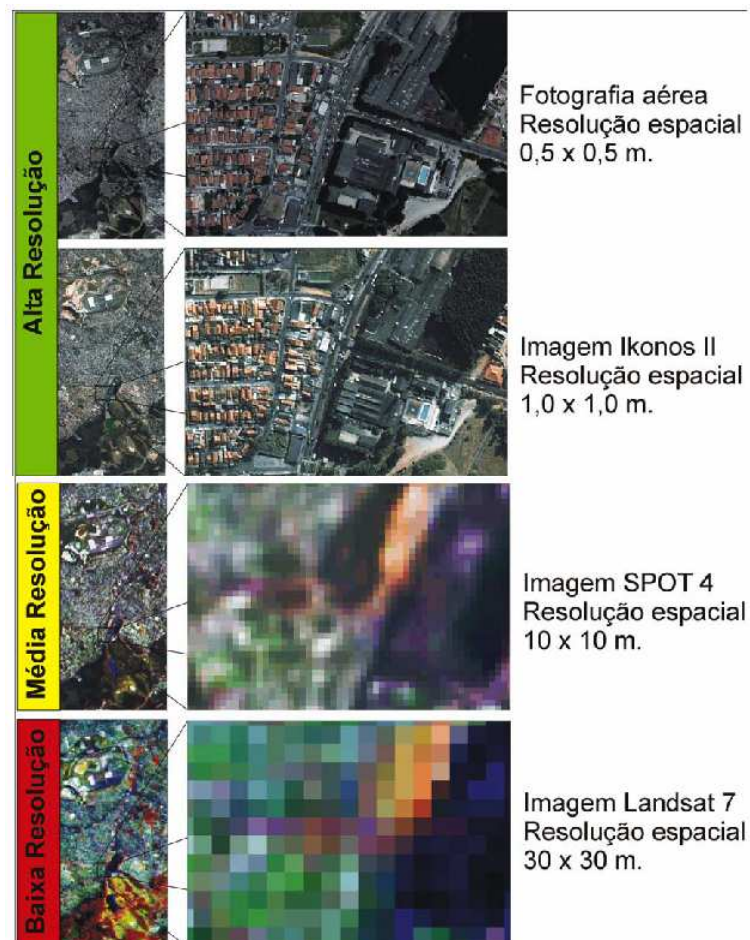 Alta Resolução
Fotografia aérea
Resolução espacial
0,5 x 0,5 m.
Imagem Ikonos II
Resolução espacial
1,0 x 1,0 m.
Média Resolução
Imagem SPOT 4
Resolução espacial
10 x 10 m.
Baixa Resolução
Imagem Landsat 7
Resolução espacial
30 x 30 m.